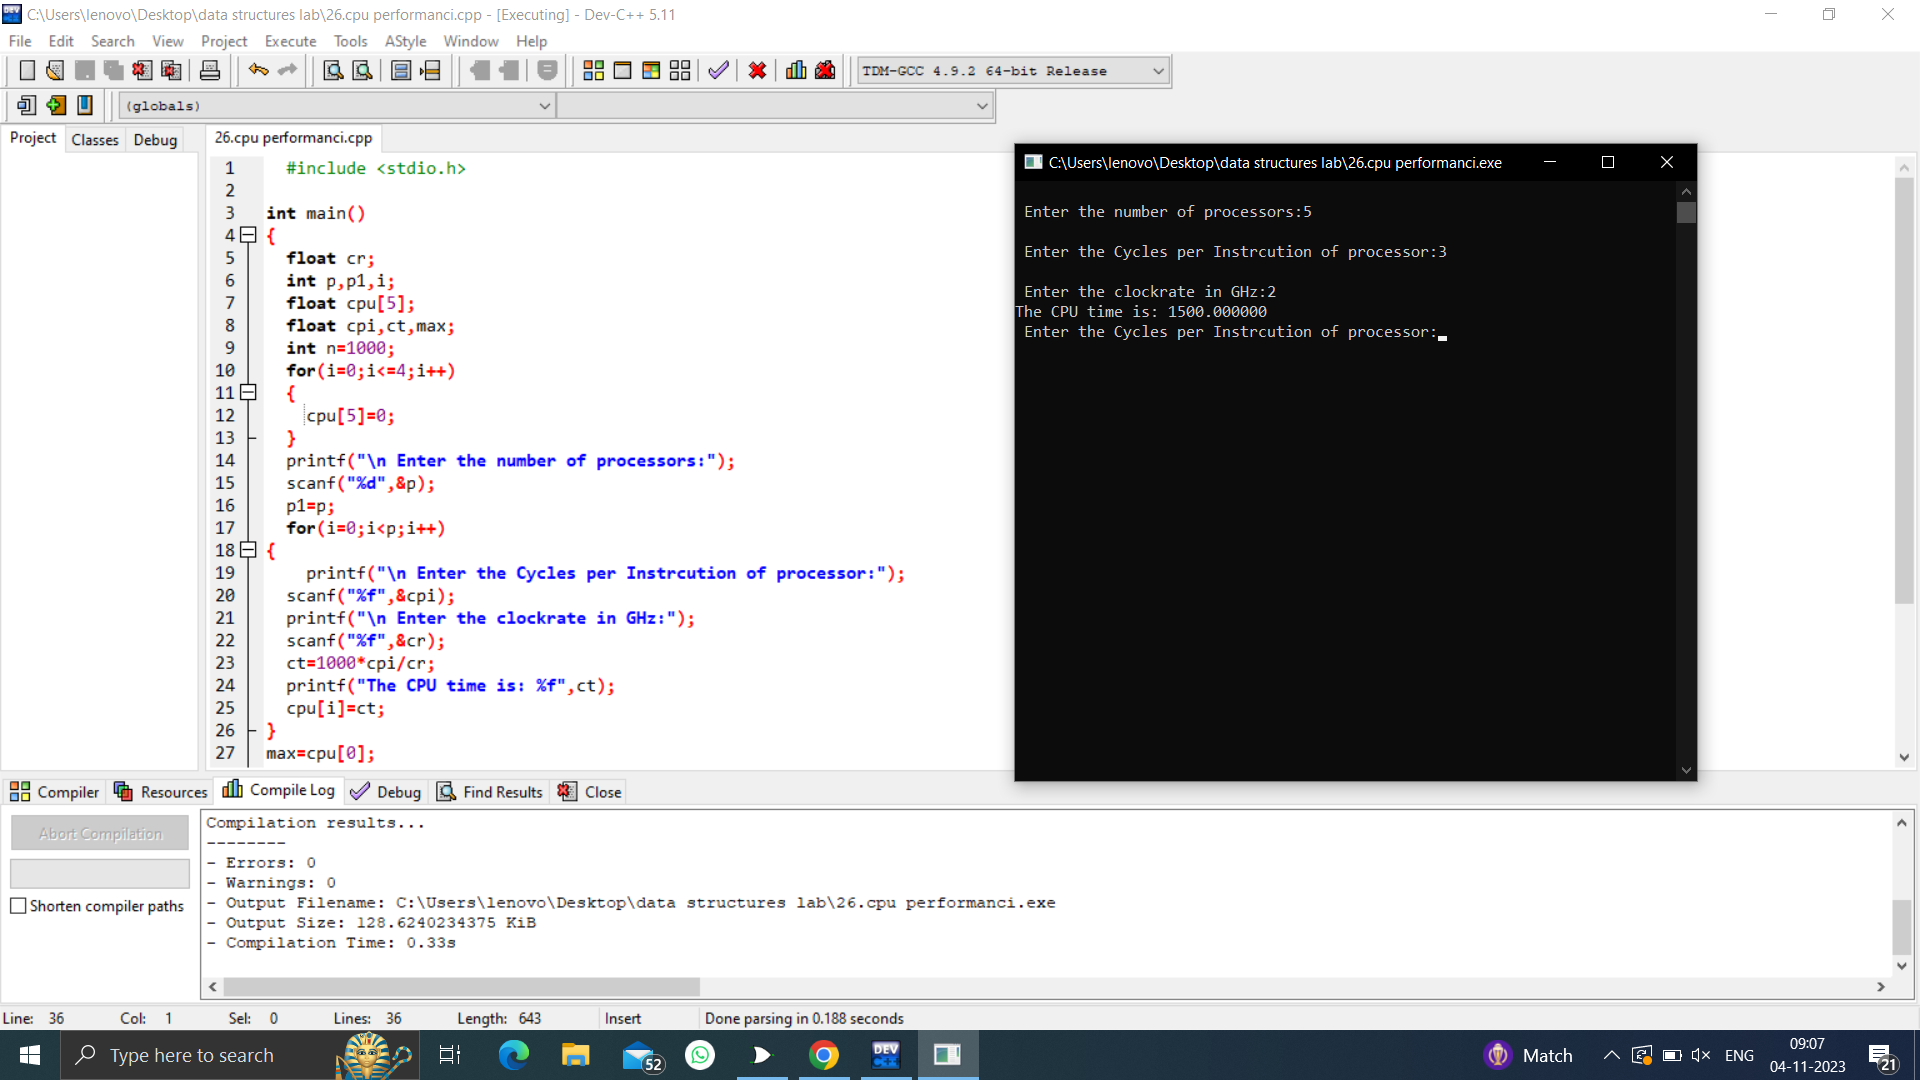 C:\Users\lenovo\Desktop\data structures lab\26.cpu performanci.cpp - [Executing] - Dev-C++ 5.11
File Edit Search View Project Execute Tools AStyle Window Help
TDM-GCC 4.9.2 64-bit Release
(globals)
Project Classes Debug
26.cpu performanci.cpp
1 #include <stdio.h>
2
3 int main()
4 {
5 float cr;
6 int p,p1,i;
7 float cpu[5];
8 float cpi,ct,max;
9 int n=1000;
10 for(i=0;i<=4;i++)
11 {
12 cpu[5]=0;
13 }
14 printf("\n Enter the number of processors:");
15 scanf("%d",&p);
16 p1=p;
17 for(i=0;i<p;i++)
18 {
19 printf("\n Enter the Cycles per Instrcution of processor:");
20 scanf("%f",&cpi);
21 printf("\n Enter the clockrate in GHz:");
22 scanf("%f",&cr);
23 ct=1000*cpi/cr;
24 printf("The CPU time is: %f",ct);
25 cpu[i]=ct;
26 }
27 max=cpu[0];
C:\Users\lenovo\Desktop\data structures lab\26.cpu performanci.exe
Enter the number of processors:5
Enter the Cycles per Instrcution of processor:3
Enter the clockrate in GHz:2
The CPU time is: 1500.000000
Enter the Cycles per Instrcution of processor:
Compiler Resources Compile Log Debug Find Results Close
Abort Compilation
Shorten compiler paths
Compilation results...
--------
- Errors: 0
- Warnings: 0
- Output Filename: C:\Users\lenovo\Desktop\data structures lab\26.cpu performanci.exe
- Output Size: 128.6240234375 KiB
- Compilation Time: 0.33s
Line: 36 Col: 1 Sel: 0 Lines: 36 Length: 643 Insert Done parsing in 0.188 seconds
Type here to search
52
DEV
Match
ENG
09:07
04-11-2023
21